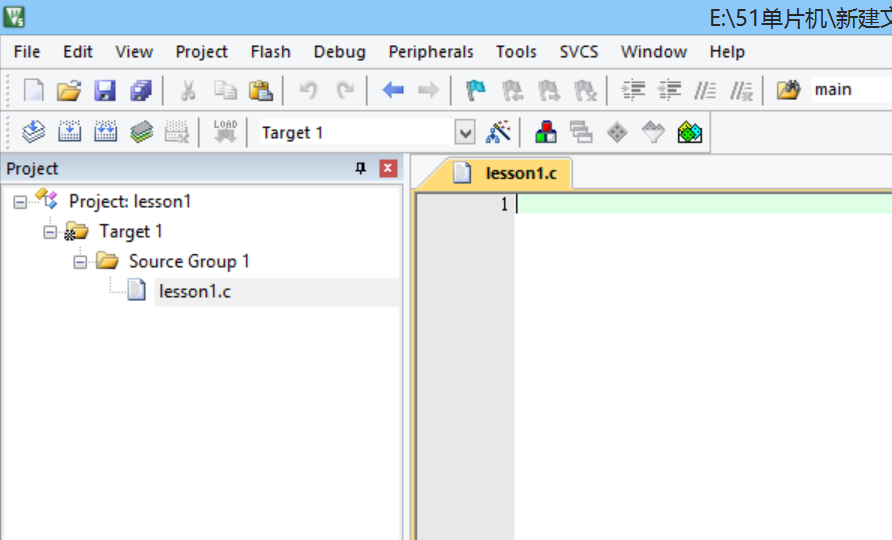 E:\51单片机\新建文
File Edit View Project Flash Debug Peripherals Tools SVCS Window Help
main
LOAD
Target 1
Project
lesson1.c
Project: lesson1
1
Target 1
Source Group 1
lesson1.c